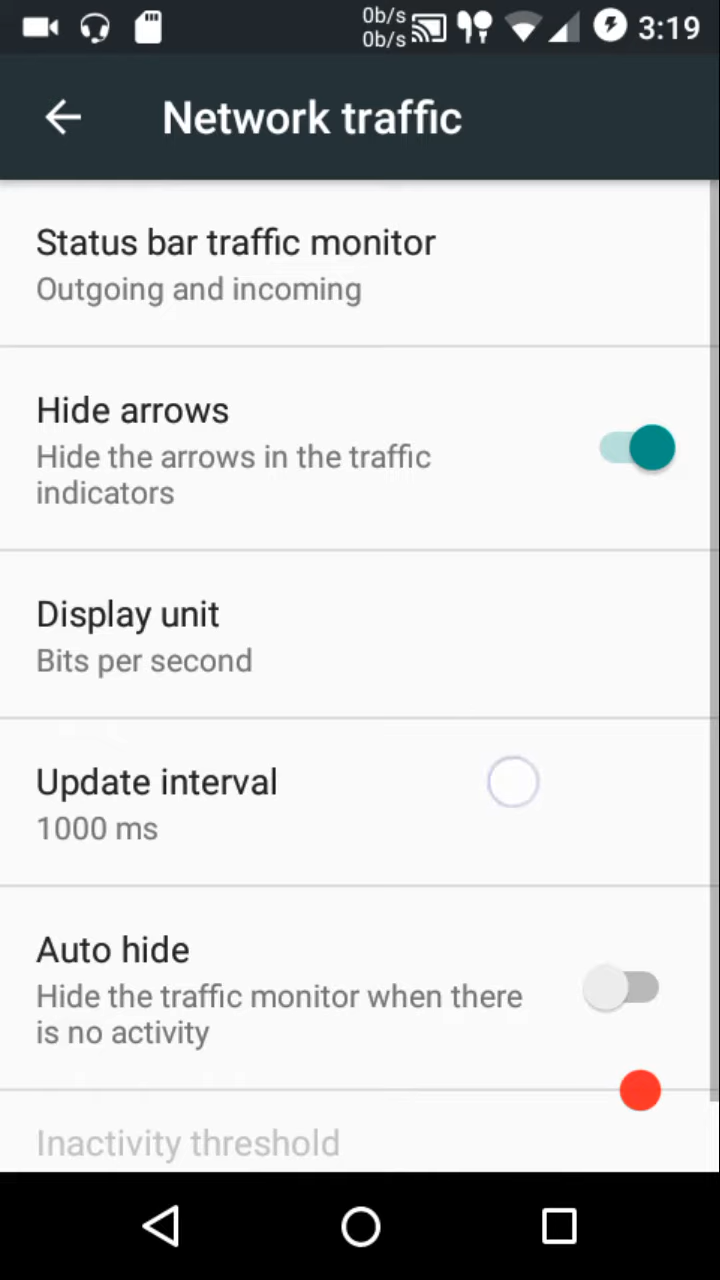 0b/s
0b/s
3:19
Network traffic
Status bar traffic monitor
Outgoing and incoming
Hide arrows
Hide the arrows in the traffic
indicators
Display unit
Bits per second
Update interval
1000 ms
Auto hide
Hide the traffic monitor when there
is no activity
Inactivity threshold